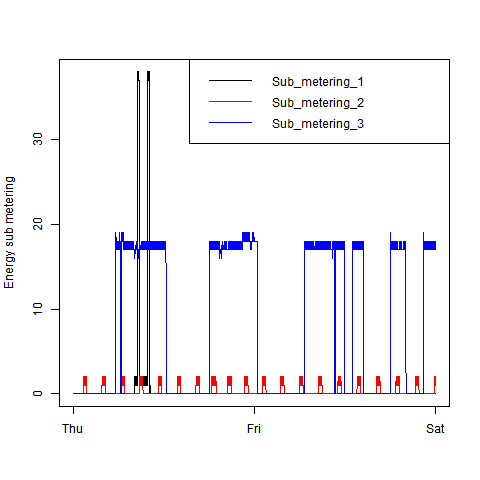 Sub_metering_1
Sub_metering_2
Sub_metering_3
Energy sub metering
30
20
10
0
Thu
Fri
Sat